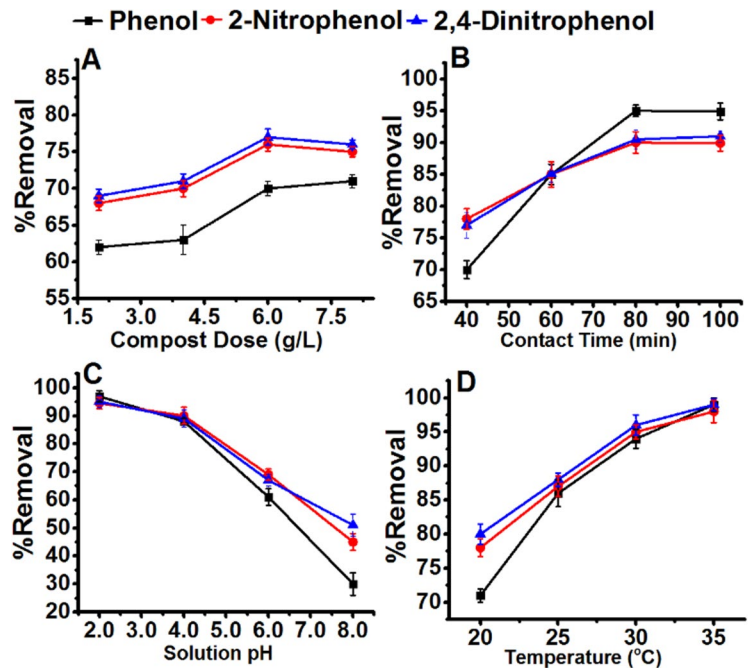 Phenol 2-Nitrophenol 2,4-Dinitrophenol
A
%Removal
85
80
75
70
65
60
55
1.5 3.0 4.5 6.0 7.5
Compost Dose (g/L)
B
%Removal
100
95
90
85
80
75
70
65
40 50 60 70 80 90 100
Contact Time (min)
C
%Removal
100
90
80
70
60
50
40
30
20
2.0 3.0 4.0 5.0 6.0 7.0 8.0
Solution pH
D
%Removal
100
95
90
85
80
75
70
20 25 30 35
Temperature (°C)